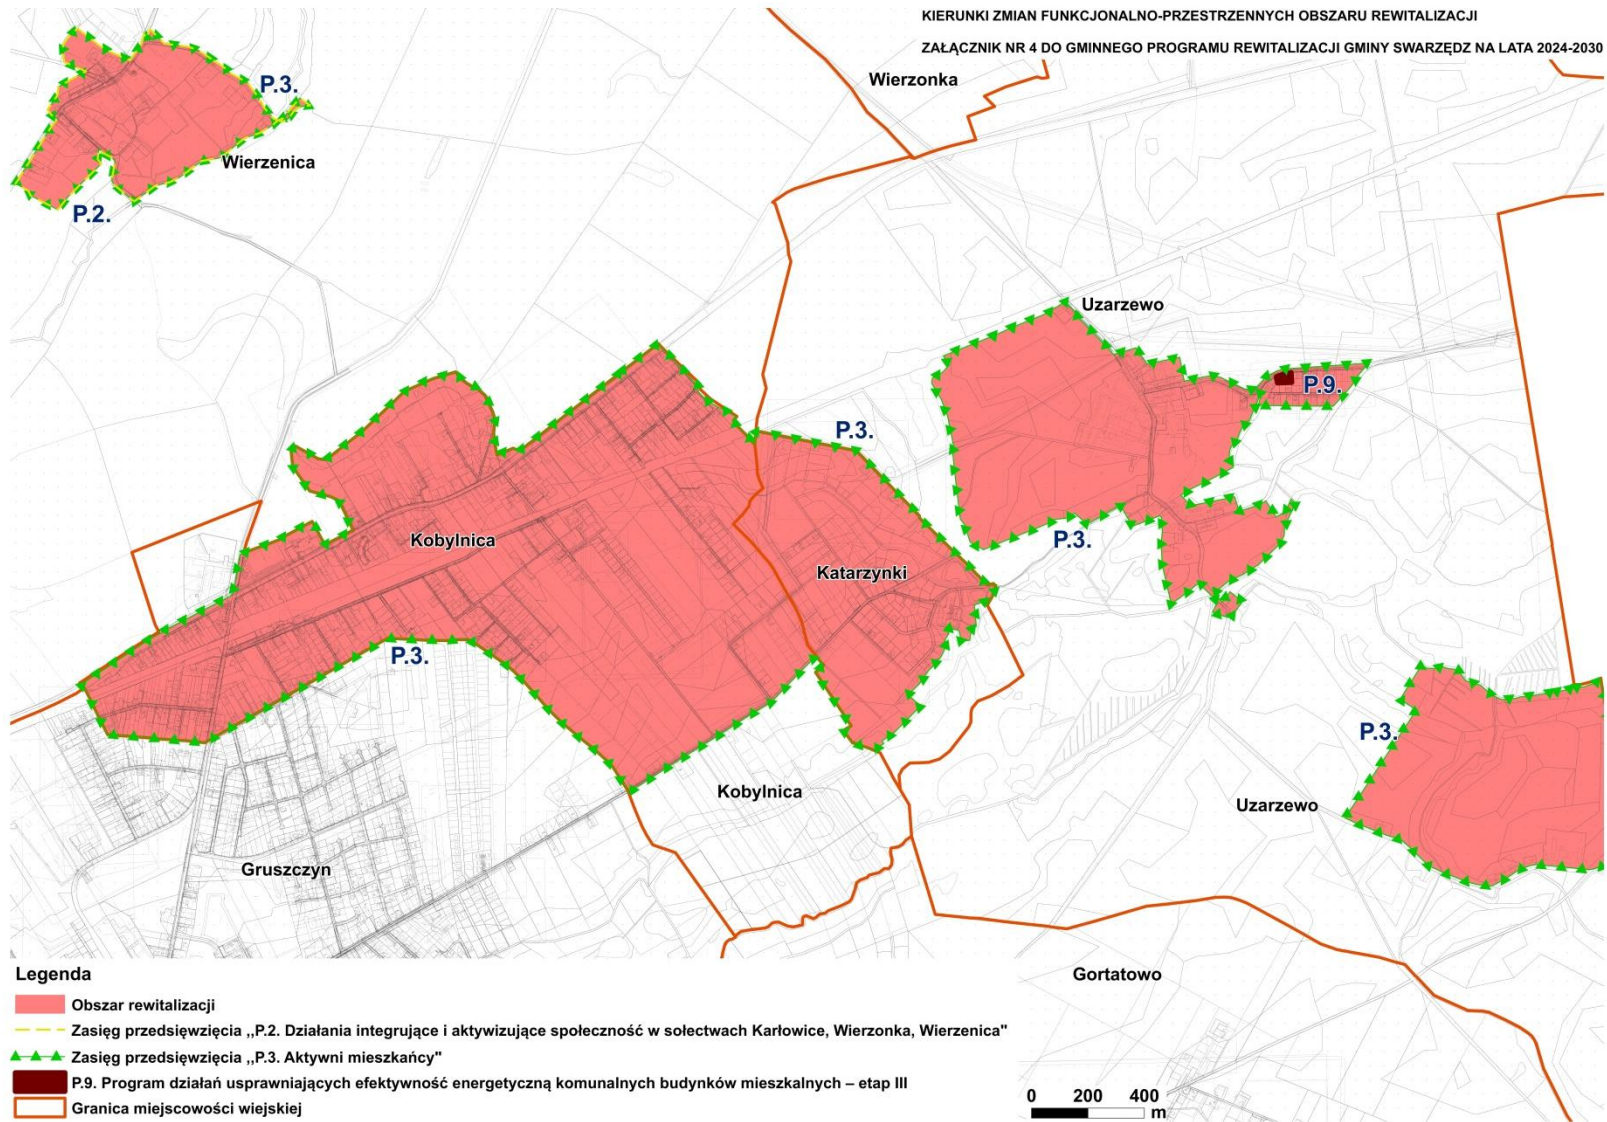 KIERUNKI ZMIAN FUNKCJONALNO-PRZESTRZENNYCH OBSZARU REWITALIZACJI
ZAŁĄCZNIK NR 4 DO GMINNEGO PROGRAMU REWITALIZACJI GMINY SWARZĘDZ NA LATA 2024-2030
Wierzonka
P.3.
Wierzenica
P.2.
Uzarzewo
P.9.
P.3.
Kobylnica
P.3.
Katarzynki
P.3.
P.3.
Kobylnica
Uzarzewo
Gruszczyn
Gortatowo
Legenda
Obszar rewitalizacji
Zasięg przedsięwzięcia ,,P.2. Działania integrujące i aktywizujące społeczność w sołectwach Karłowice, Wierzonka, Wierzenica"
Zasięg przedsięwzięcia ,,P.3. Aktywni mieszkańcy"
P.9. Program działań usprawniających efektywność energetyczną komunalnych budynków mieszkalnych – etap III
Granica miejscowości wiejskiej
0 200 400
m